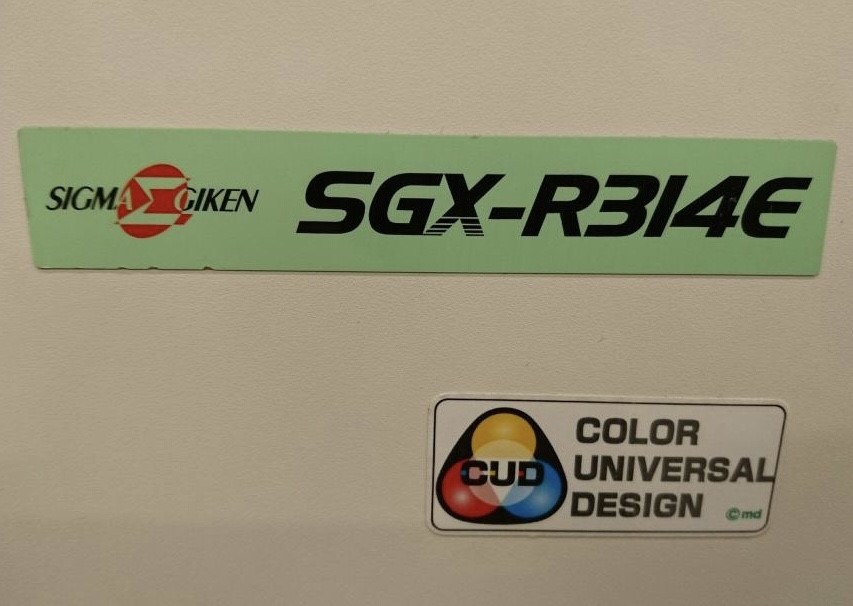 SIGMA Σ GIKEN SGX-R314E
CUD
COLOR
UNIVERSAL
DESIGN ©md